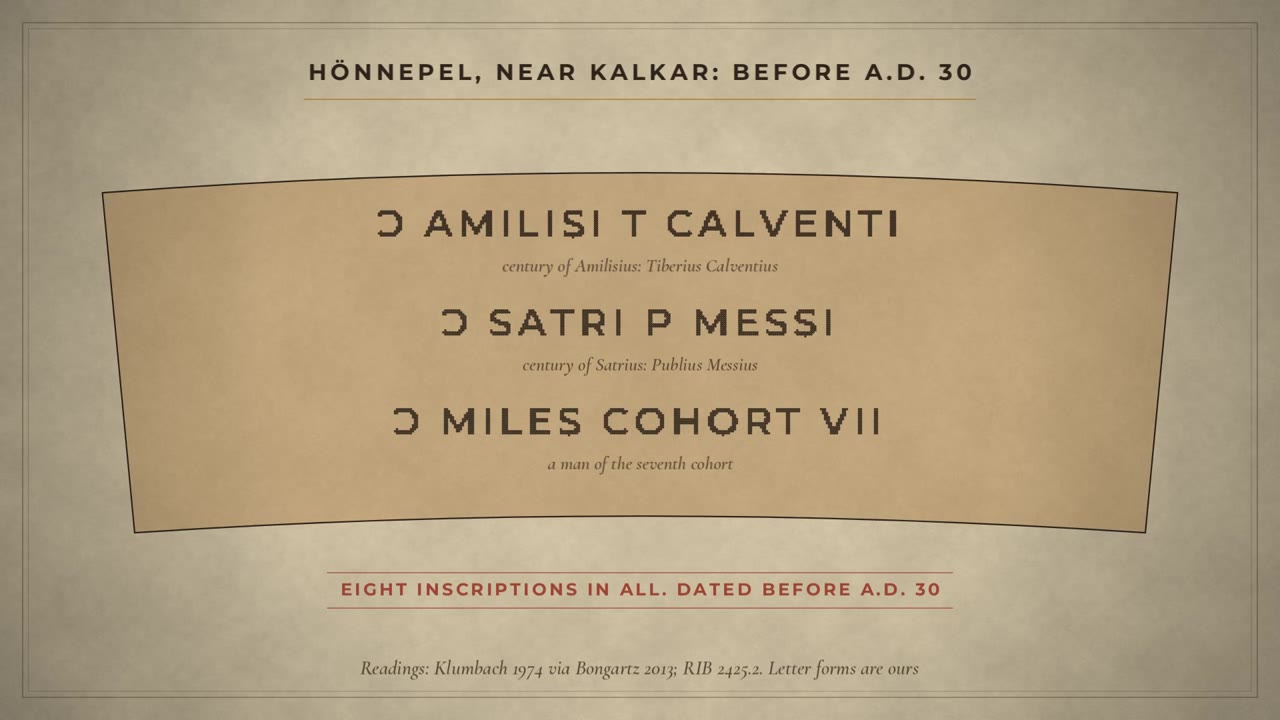 HÖNNEPEL, NEAR KALKAR: BEFORE A.D. 30
Ɔ AMILISI T CALVENTI
century of Amilisius: Tiberius Calventius
Ɔ SATRI P MESSI
century of Satrius: Publius Messius
Ɔ MILES COHORT VII
a man of the seventh cohort
EIGHT INSCRIPTIONS IN ALL. DATED BEFORE A.D. 30
Readings: Klumbach 1974 via Bongartz 2013; RIB 2425.2. Letter forms are ours